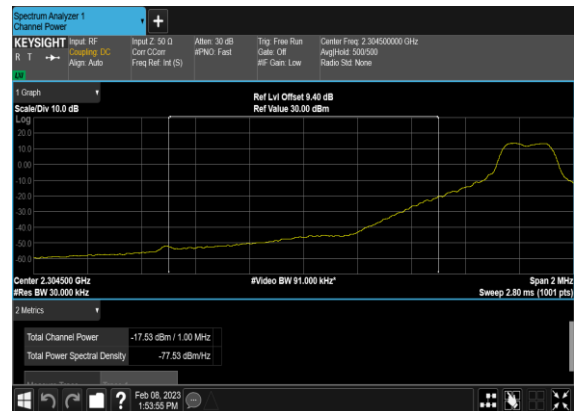 Spectrum Analyzer 1
Channel Power
+
KEYSIGHT Input: RF Input Z: 50 Ω Atten: 30 dB Trig: Free Run Center Freq: 2.304500000 GHz
R T Coupling: DC Corr CCorr #PNO: Fast Gate: Off Avg|Hold: 500/500
Align: Auto Freq Ref: Int (S) #IF Gain: Low Radio Std: None
1 Graph
Ref Lvl Offset 9.40 dB
Scale/Div 10.0 dB Ref Value 30.00 dBm
Log
20.0
10.0
0.00
-10.0
-20.0
-30.0
-40.0
-50.0
-60.0
Center 2.304500 GHz #Video BW 91.000 kHz* Span 2 MHz
#Res BW 30.000 kHz Sweep 2.80 ms (1001 pts)
2 Metrics
Total Channel Power -17.53 dBm / 1.00 MHz
Total Power Spectral Density -77.53 dBm/Hz
?
Feb 08, 2023
1:53:55 PM